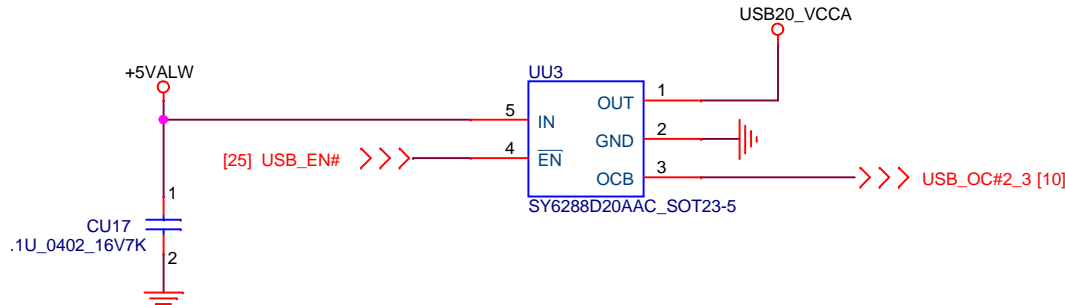 USB20_VCCA
+5VALW
UU3
1
OUT
5
IN
2
GND
[25] USB_EN#
4
EN
3
OCB
USB_OC#2_3 [10]
SY6288D20AAC_SOT23-5
1
CU17
.1U_0402_16V7K
2